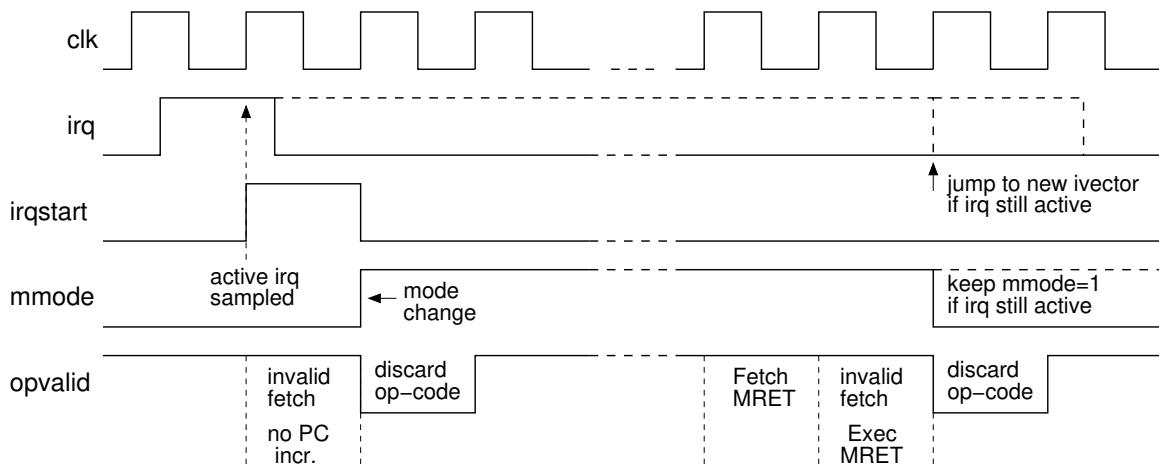 clk
irq
jump to new ivector
if irq still active
irqstart
active irq
sampled
mmode
mode
change
keep mmode=1
if irq still active
opvalid
invalid
fetch
discard
op−code
Fetch
MRET
invalid
fetch
discard
op−code
no PC
incr.
Exec
MRET